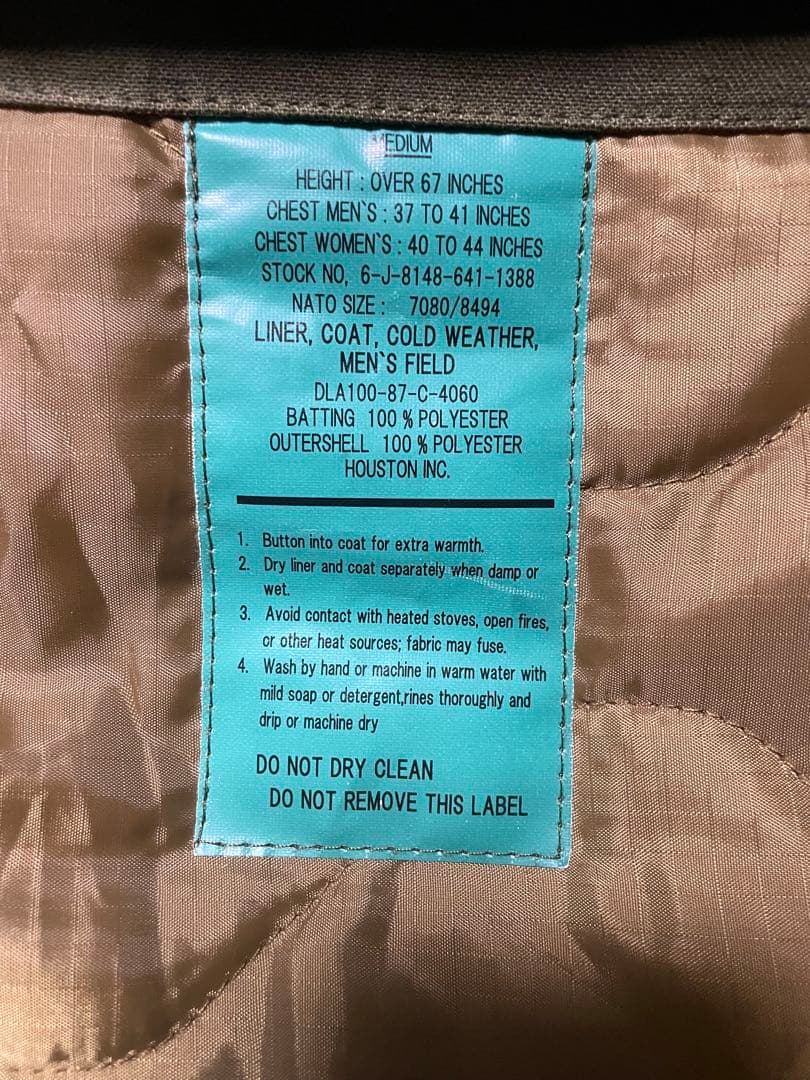 MEDIUM
HEIGHT : OVER 67 INCHES
CHEST MEN`S : 37 TO 41 INCHES
CHEST WOMEN`S : 40 TO 44 INCHES
STOCK NO, 6-J-8148-641-1388
NATO SIZE : 7080/8494
LINER, COAT, COLD WEATHER,
MEN`S FIELD
DLA100-87-C-4060
BATTING 100 % POLYESTER
OUTERSHELL 100 % POLYESTER
HOUSTON INC.
1. Button into coat for extra warmth.
2. Dry liner and coat separately when damp or
wet.
3. Avoid contact with heated stoves, open fires,
or other heat sources; fabric may fuse.
4. Wash by hand or machine in warm water with
mild soap or detergent,rines thoroughly and
drip or machine dry
DO NOT DRY CLEAN
DO NOT REMOVE THIS LABEL